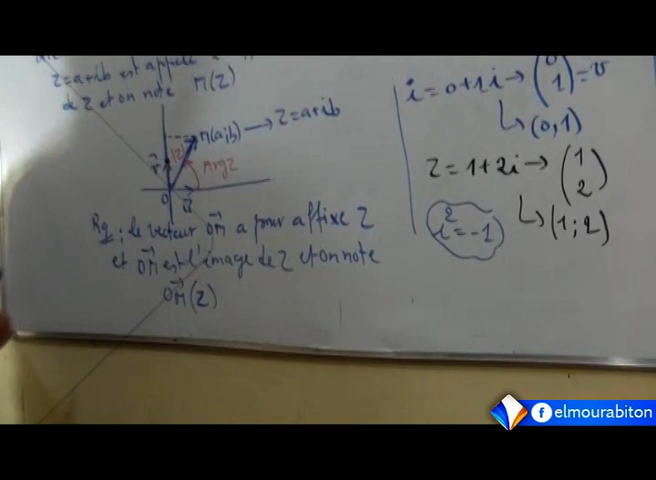 z=a+ib est appelé
de z et on note M(z)
M(a;b) → z=a+ib
|z|
Arg z
v
O
u
Rq: le vecteur OM a pour affixe z
et OM est l'image de z et on note
OM(z)
i=0+1i→(0 1)=v
↳(0,1)
z=1+2i→(1 2)
↳(1;2)
i²=-1
elmourabiton